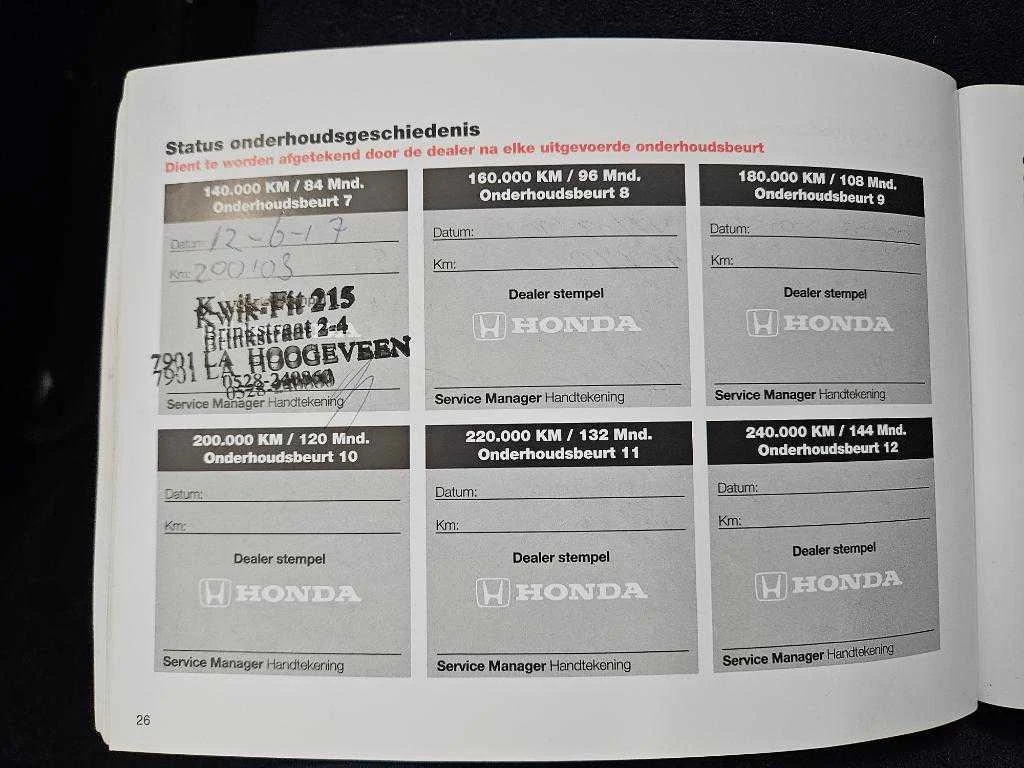 Status onderhoudsgeschiedenis
Dient te worden afgetekend door de dealer na elke uitgevoerde onderhoudsbeurt
140.000 KM / 84 Mnd.
Onderhoudsbeurt 7
Datum: 12-6-17
Km: 200103
Kwik-Fit 215
Brinkstraat 2-4
7901 LA HOOGEVEEN
Service Manager Handtekening
160.000 KM / 96 Mnd.
Onderhoudsbeurt 8
Datum:
Km:
Dealer stempel
HONDA
Service Manager Handtekening
180.000 KM / 108 Mnd.
Onderhoudsbeurt 9
Datum:
Km:
Dealer stempel
HONDA
Service Manager Handtekening
200.000 KM / 120 Mnd.
Onderhoudsbeurt 10
Datum:
Km:
Dealer stempel
HONDA
Service Manager Handtekening
220.000 KM / 132 Mnd.
Onderhoudsbeurt 11
Datum:
Km:
Dealer stempel
HONDA
Service Manager Handtekening
240.000 KM / 144 Mnd.
Onderhoudsbeurt 12
Datum:
Km:
Dealer stempel
HONDA
Service Manager Handtekening
26